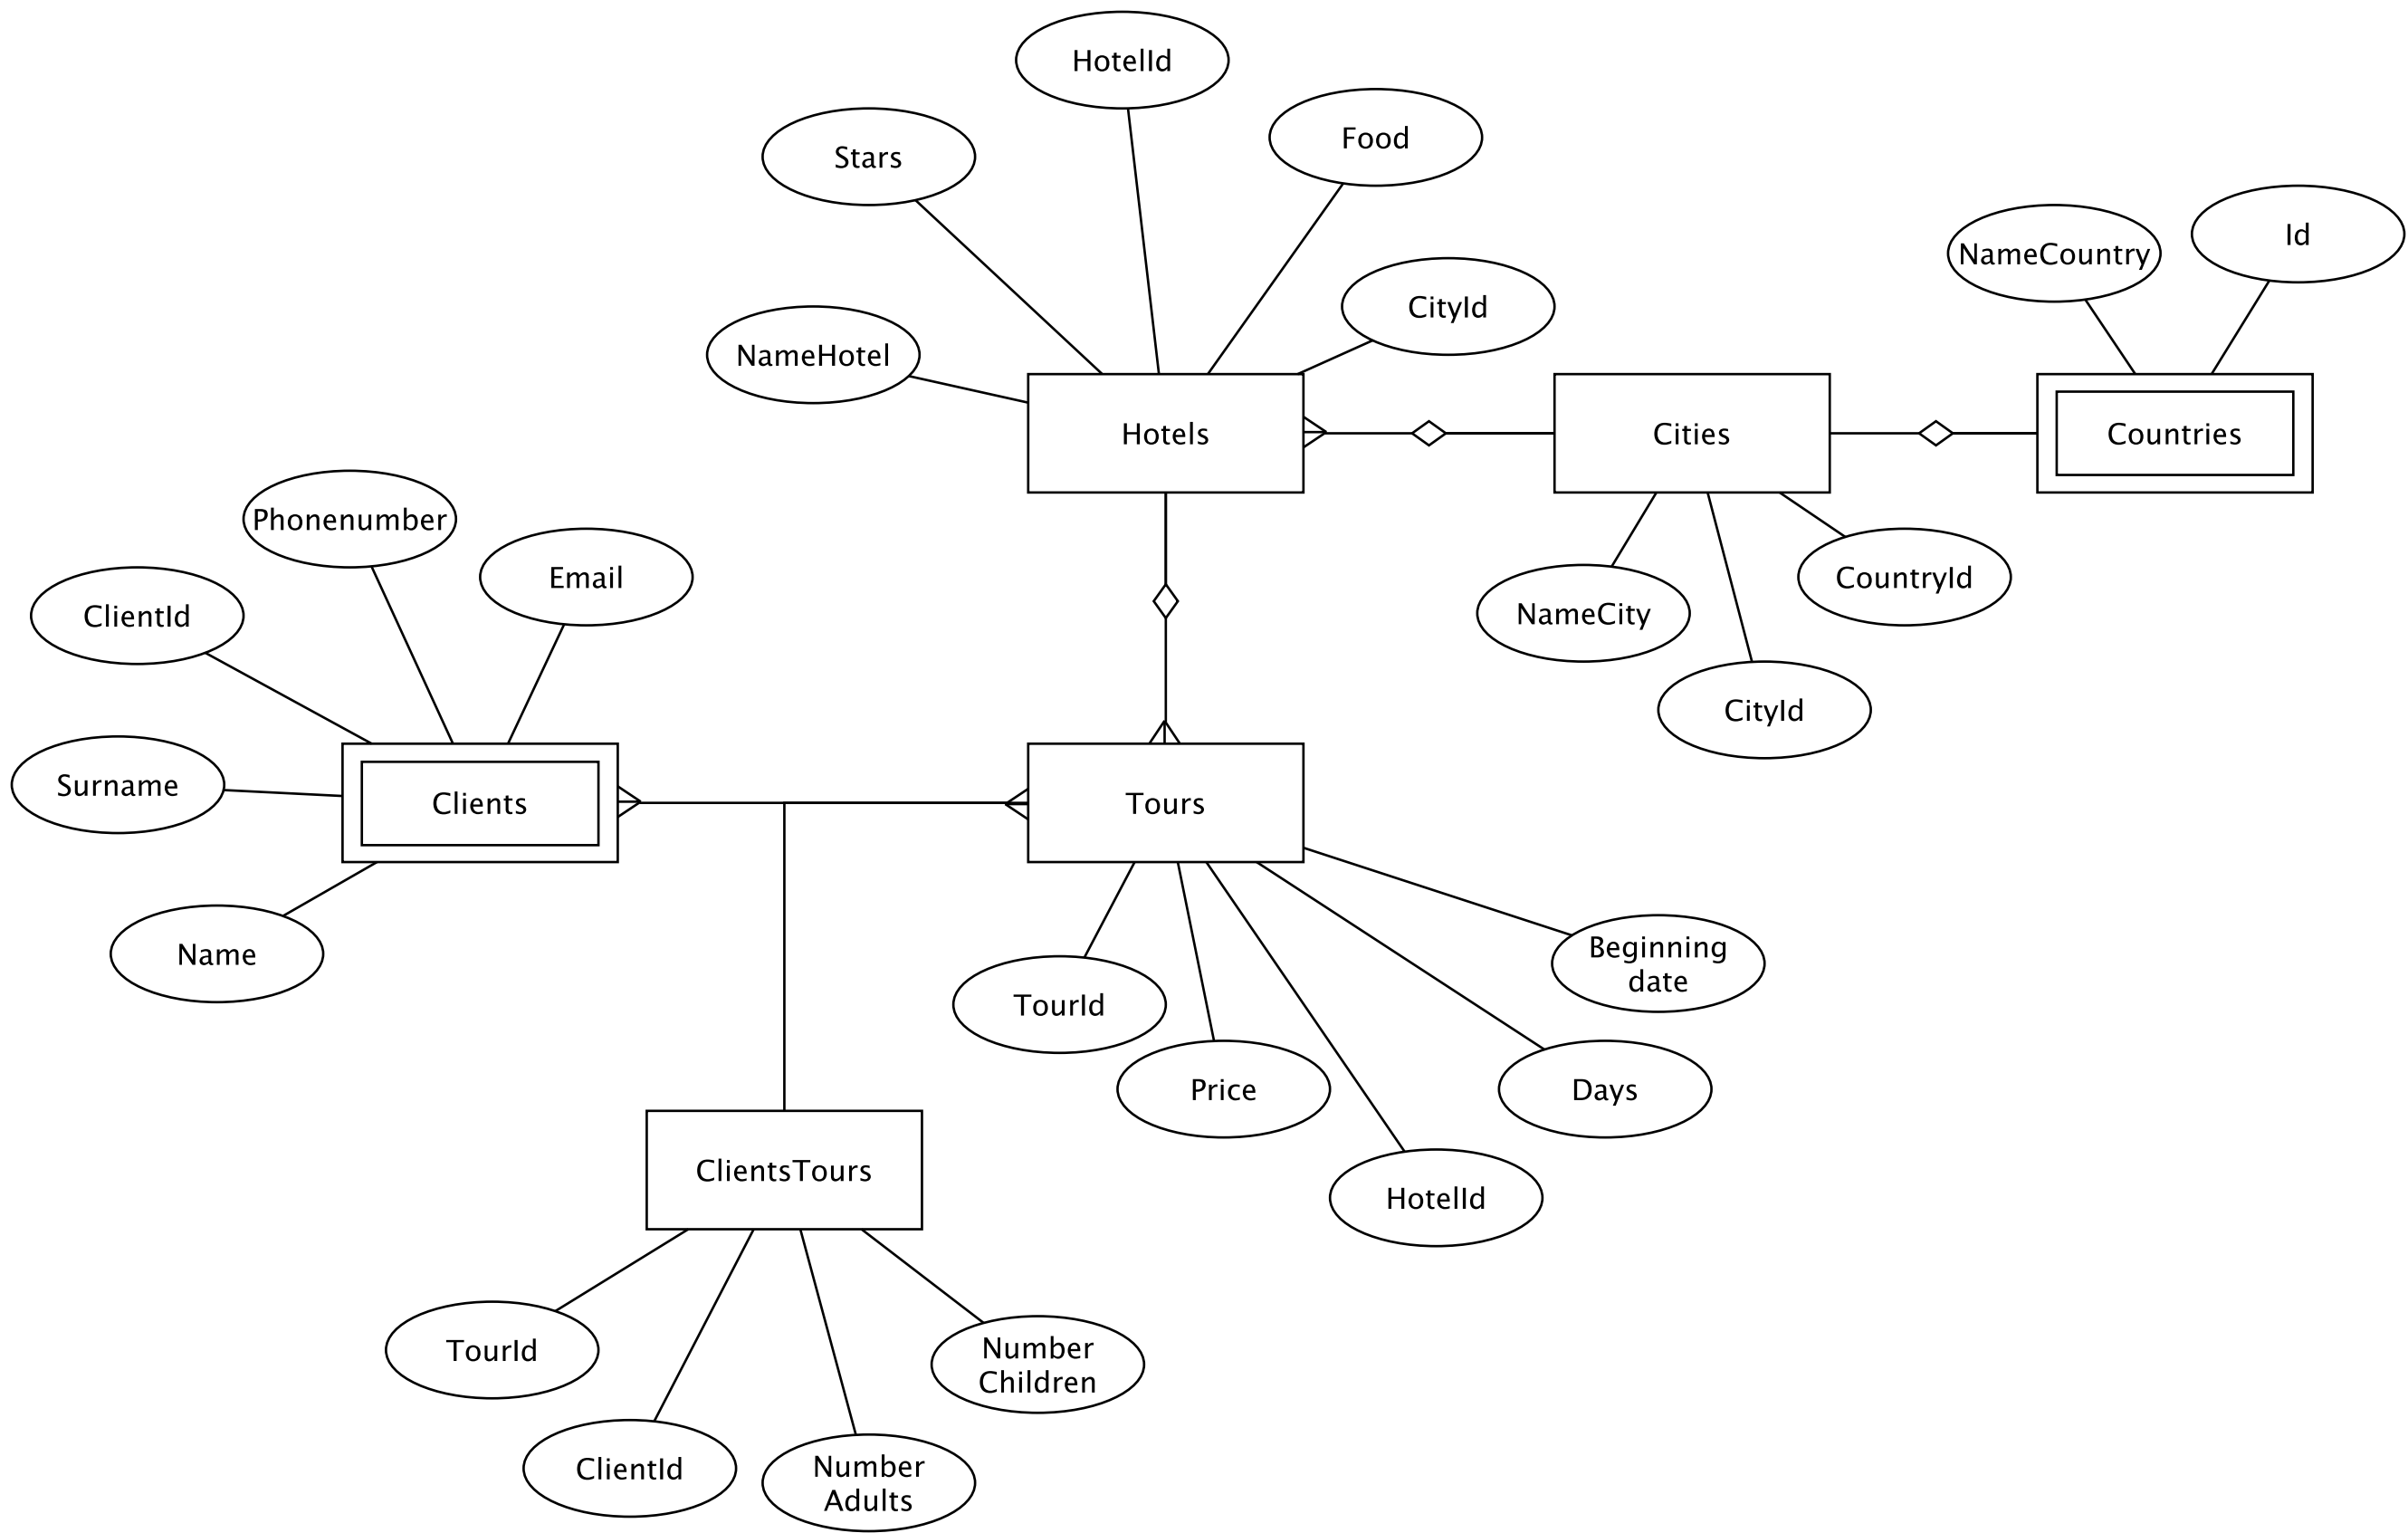 HotelId
Food
Stars
Id
NameCountry
CityId
NameHotel
Hotels
Cities
Countries
Phonenumber
Email
CountryId
ClientId
NameCity
CityId
Surname
Clients
Tours
Name
Beginning
date
TourId
Price
Days
ClientsTours
HotelId
TourId
Number
Children
ClientId
Number
Adults